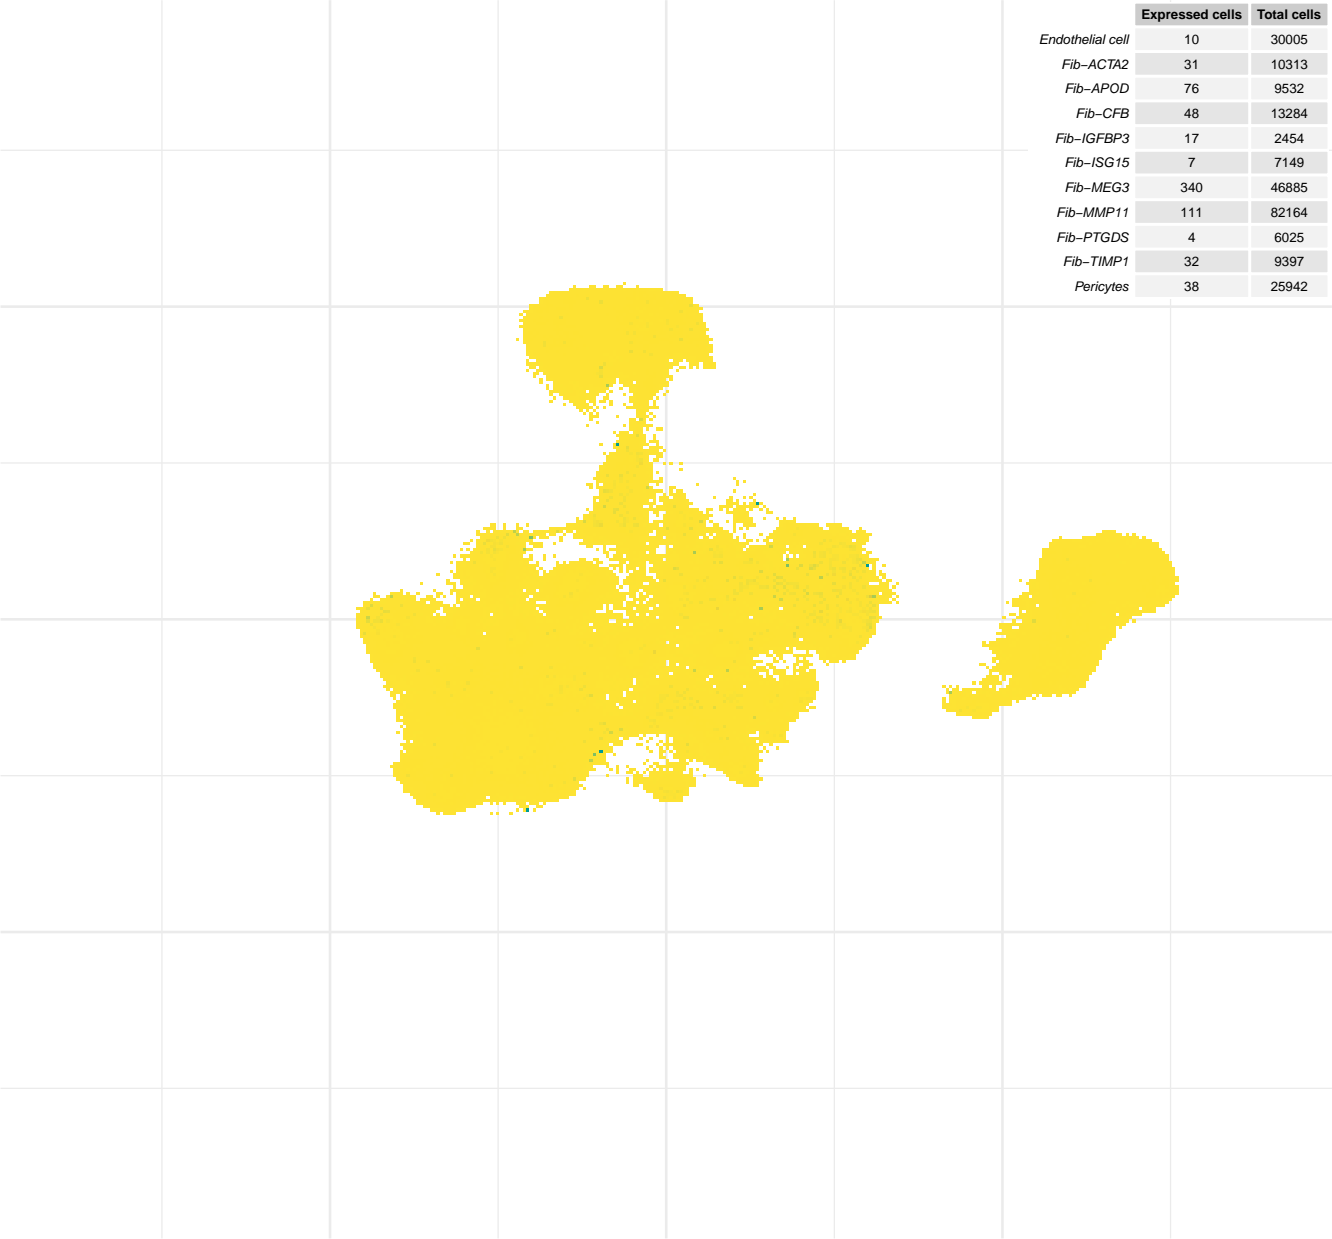 Expressed cells Total cells
Endothelial cell 10 30005
Fib−ACTA2 31 10313
Fib−APOD 76 9532
Fib−CFB 48 13284
Fib−IGFBP3 17 2454
Fib−ISG15 7 7149
Fib−MEG3 340 46885
Fib−MMP11 111 82164
Fib−PTGDS 4 6025
Fib−TIMP1 32 9397
Pericytes 38 25942